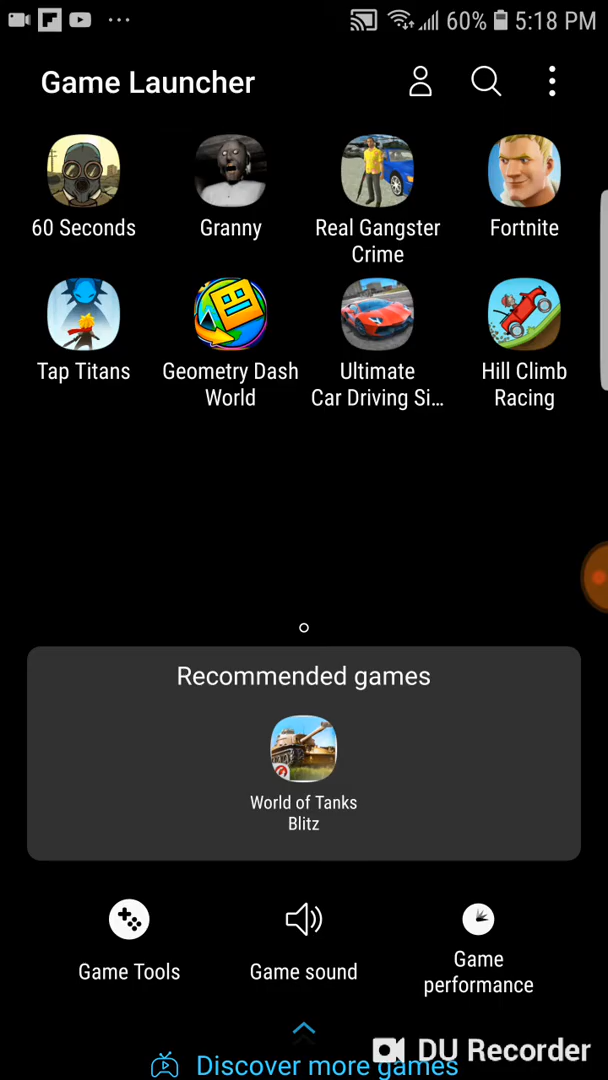 60% 5:18 PM
Game Launcher
60 Seconds
Granny
Real Gangster
Crime
Fortnite
Tap Titans
Geometry Dash
World
Ultimate
Car Driving Si...
Hill Climb
Racing
Recommended games
World of Tanks
Blitz
Game Tools
Game sound
Game
performance
Discover more games
DU Recorder